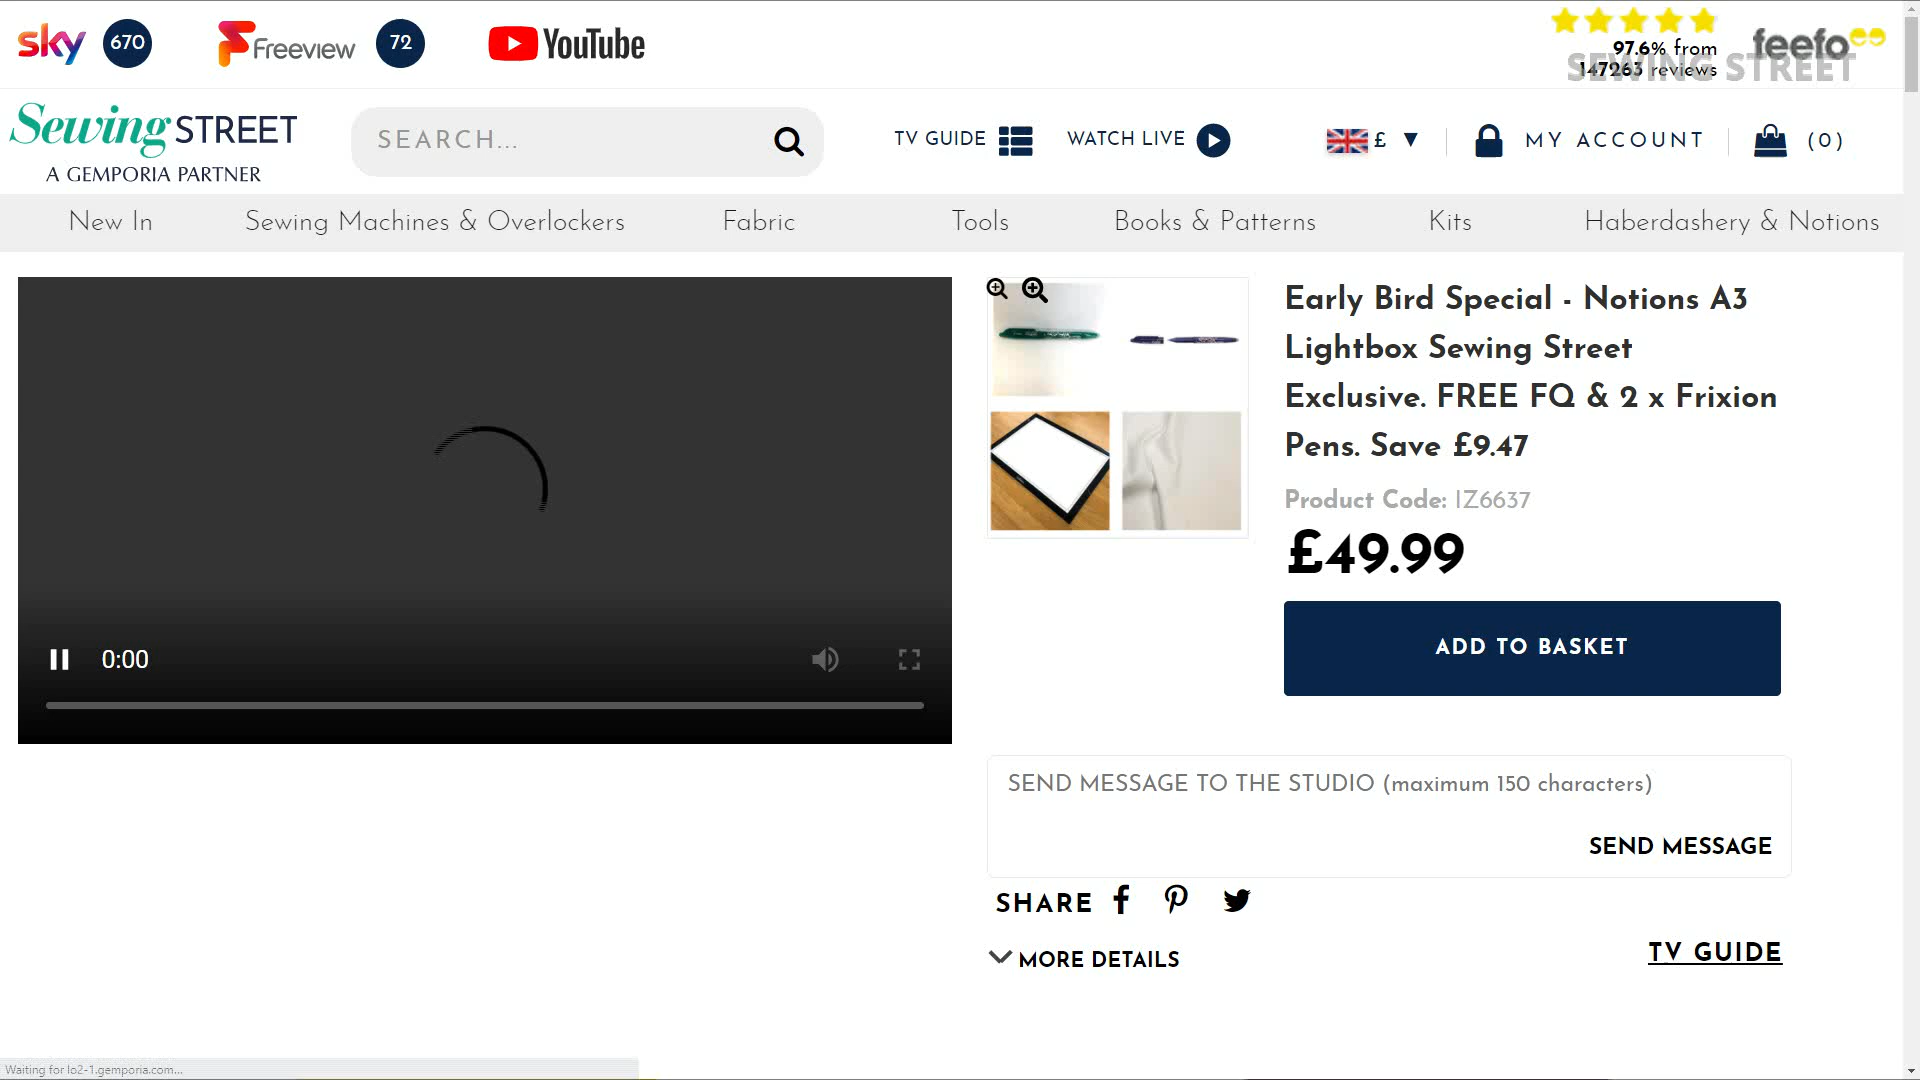 sky 670 Freeview 72 YouTube
97.6% from
147263 reviews
feefo
SEWING STREET
Sewing STREET
A GEMPORIA PARTNER
SEARCH...
TV GUIDE WATCH LIVE £ ▼ MY ACCOUNT (0)
New In Sewing Machines & Overlockers Fabric Tools Books & Patterns Kits Haberdashery & Notions
Early Bird Special - Notions A3
Lightbox Sewing Street
Exclusive. FREE FQ & 2 x Frixion
Pens. Save £9.47
Product Code: IZ6637
£49.99
ADD TO BASKET
0:00
SEND MESSAGE TO THE STUDIO (maximum 150 characters)
SEND MESSAGE
SHARE
MORE DETAILS
TV GUIDE
Waiting for lo2-1.gemporia.com...